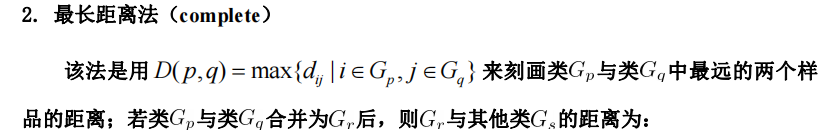 2. 最长距离法（complete）
该法是用 D(p,q) = max{d_ij | i ∈ G_p, j ∈ G_q} 来刻画类G_p与类G_q中最远的两个样
品的距离；若类G_p与类G_q合并为G_r后，则G_r与其他类G_s的距离为：